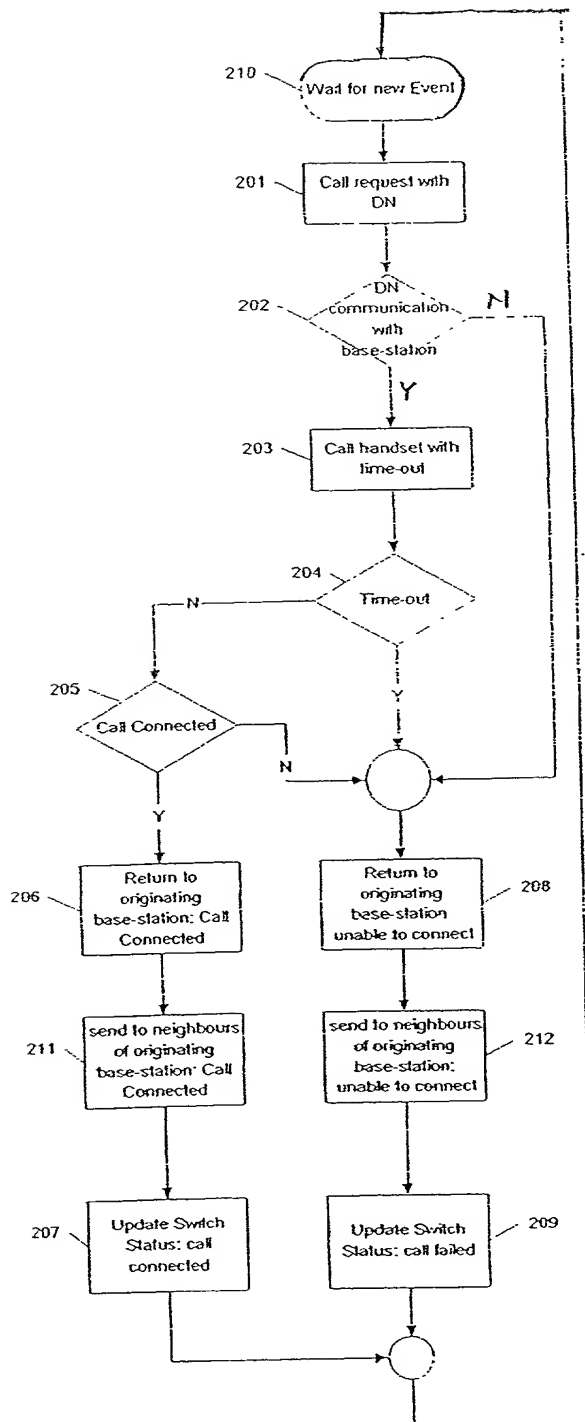 210
Wait for new Event
201
Call request with
DN
202
DN
communication
with
base-station
N
Y
203
Call handset with
time-out
204
Time-out
N
Y
205
Call Connected
N
Y
206
Return to
originating
base-station: Call
Connected
Return to
originating
base-station
unable to connect
208
211
send to neighbours
of originating
base-station: Call
Connected
send to neighbours
of originating
base-station:
unable to connect
212
207
Update Switch
Status: call
connected
Update Switch
Status: call failed
209